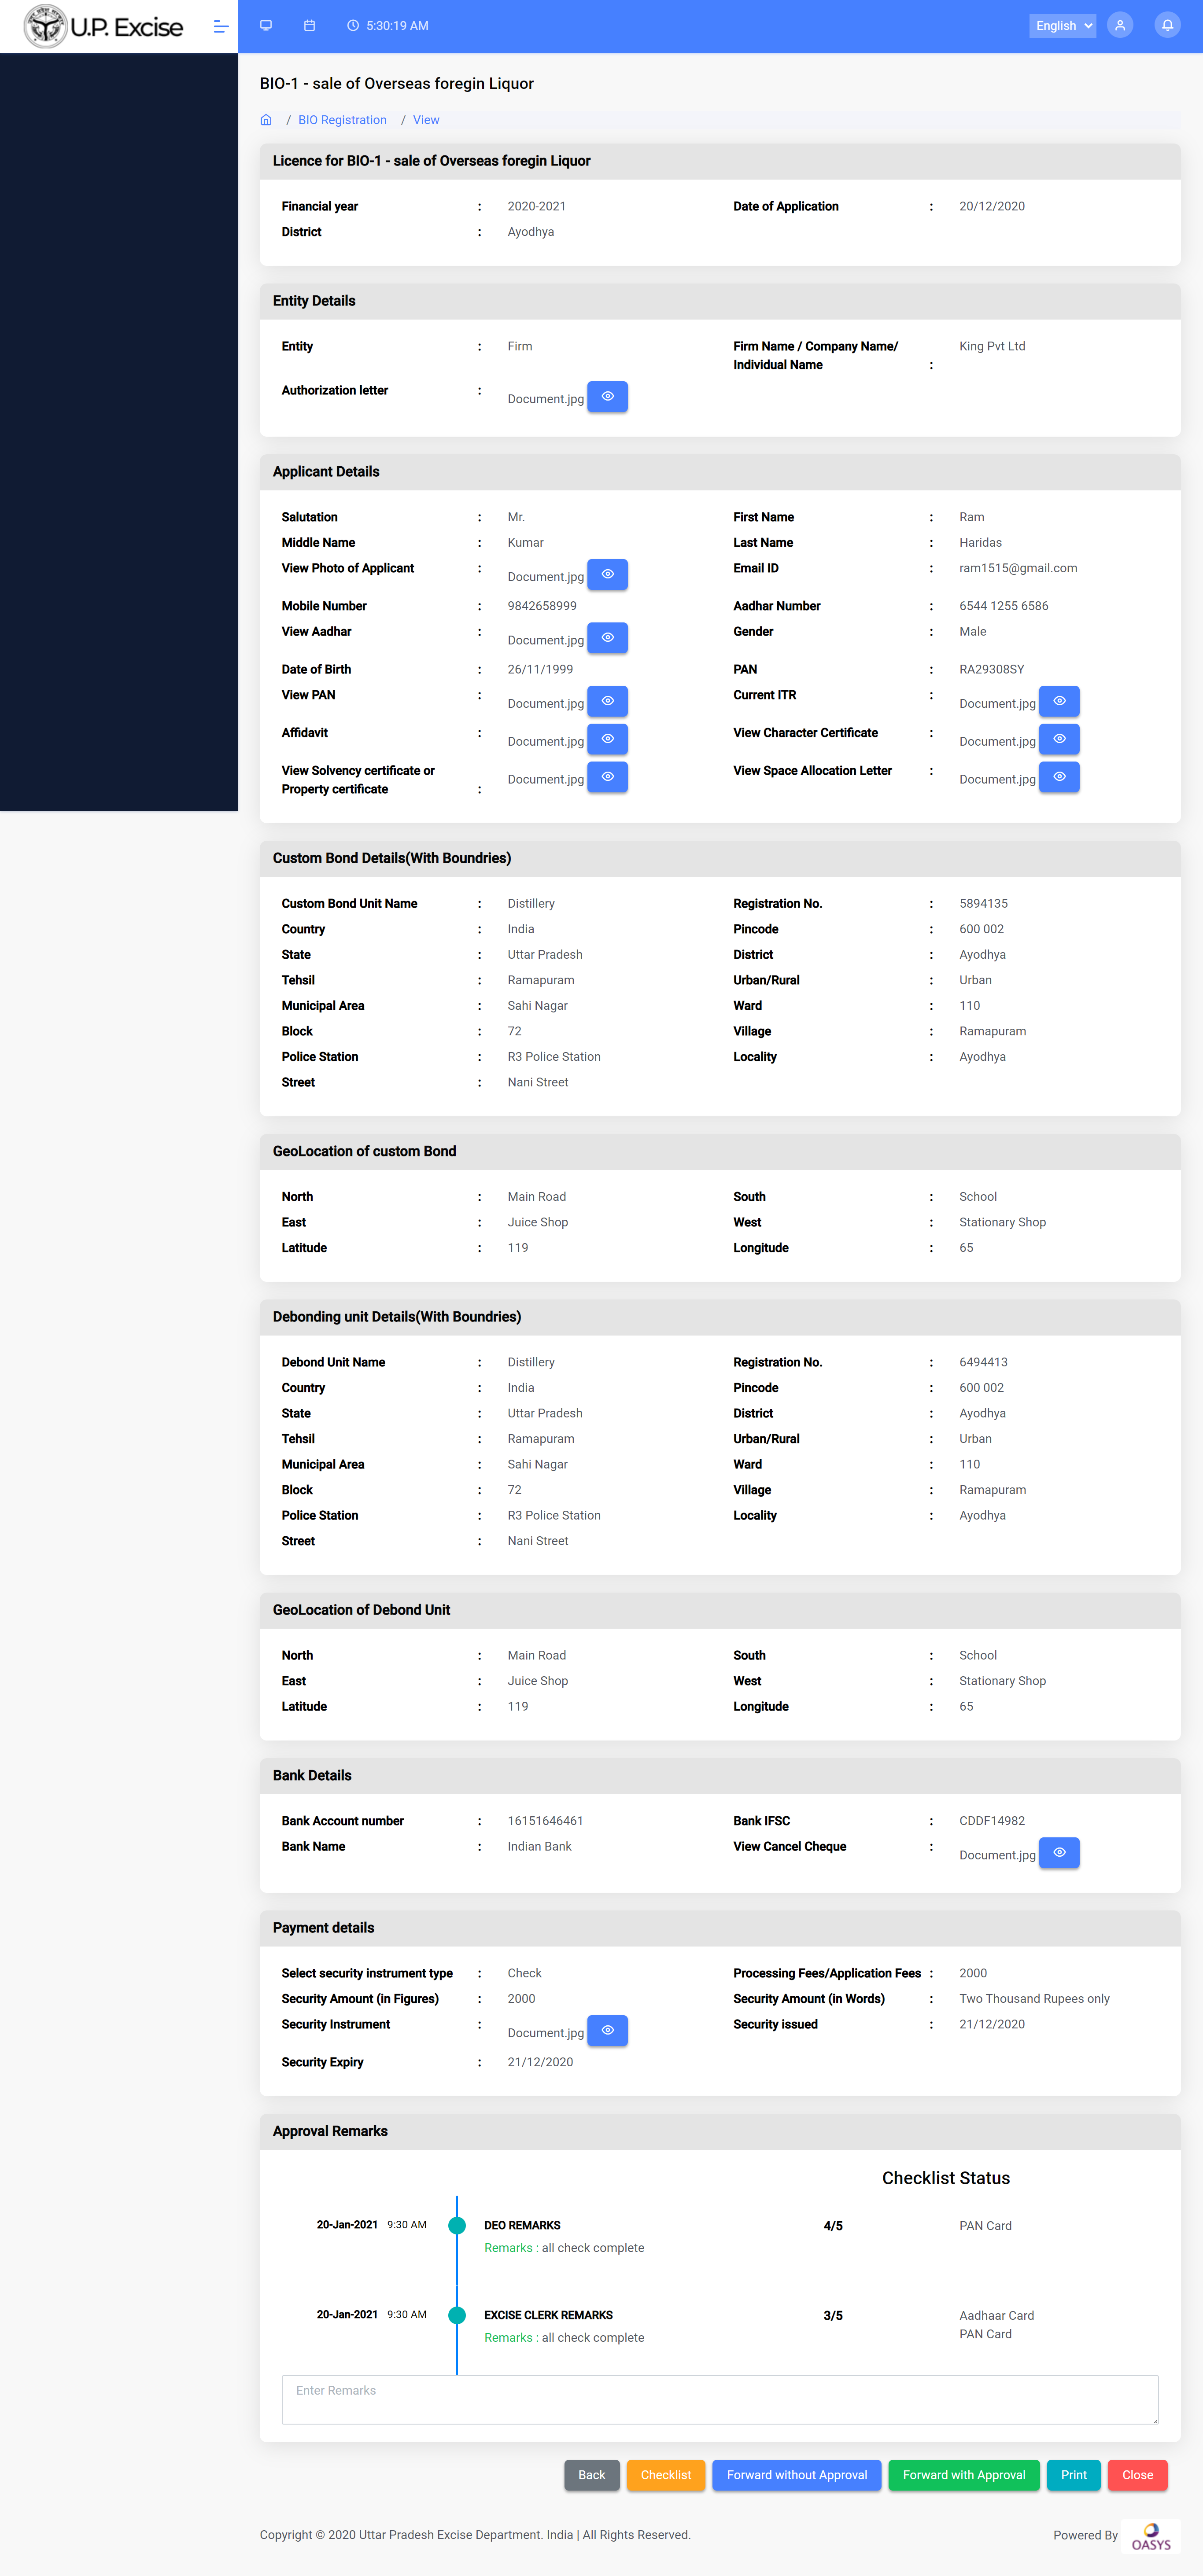 U.P. Excise
5:30:19 AM
English
BIO-1 - sale of Overseas foregin Liquor
/ BIO Registration / View
Licence for BIO-1 - sale of Overseas foregin Liquor
Financial year : 2020-2021 Date of Application : 20/12/2020
District : Ayodhya
Entity Details
Entity : Firm Firm Name / Company Name/ King Pvt Ltd
Individual Name :
Authorization letter : Document.jpg
Applicant Details
Salutation : Mr. First Name : Ram
Middle Name : Kumar Last Name : Haridas
View Photo of Applicant : Document.jpg Email ID : ram1515@gmail.com
Mobile Number : 9842658999 Aadhar Number : 6544 1255 6586
View Aadhar : Document.jpg Gender : Male
Date of Birth : 26/11/1999 PAN : RA29308SY
View PAN : Document.jpg Current ITR : Document.jpg
Affidavit : Document.jpg View Character Certificate : Document.jpg
View Solvency certificate or Document.jpg View Space Allocation Letter : Document.jpg
Property certificate :
Custom Bond Details(With Boundries)
Custom Bond Unit Name : Distillery Registration No. : 5894135
Country : India Pincode : 600 002
State : Uttar Pradesh District : Ayodhya
Tehsil : Ramapuram Urban/Rural : Urban
Municipal Area : Sahi Nagar Ward : 110
Block : 72 Village : Ramapuram
Police Station : R3 Police Station Locality : Ayodhya
Street : Nani Street
GeoLocation of custom Bond
North : Main Road South : School
East : Juice Shop West : Stationary Shop
Latitude : 119 Longitude : 65
Debonding unit Details(With Boundries)
Debond Unit Name : Distillery Registration No. : 6494413
Country : India Pincode : 600 002
State : Uttar Pradesh District : Ayodhya
Tehsil : Ramapuram Urban/Rural : Urban
Municipal Area : Sahi Nagar Ward : 110
Block : 72 Village : Ramapuram
Police Station : R3 Police Station Locality : Ayodhya
Street : Nani Street
GeoLocation of Debond Unit
North : Main Road South : School
East : Juice Shop West : Stationary Shop
Latitude : 119 Longitude : 65
Bank Details
Bank Account number : 16151646461 Bank IFSC : CDDF14982
Bank Name : Indian Bank View Cancel Cheque : Document.jpg
Payment details
Select security instrument type : Check Processing Fees/Application Fees : 2000
Security Amount (in Figures) : 2000 Security Amount (in Words) : Two Thousand Rupees only
Security Instrument : Document.jpg Security issued : 21/12/2020
Security Expiry : 21/12/2020
Approval Remarks
Checklist Status
20-Jan-2021 9:30 AM DEO REMARKS 4/5 PAN Card
Remarks : all check complete
20-Jan-2021 9:30 AM EXCISE CLERK REMARKS 3/5 Aadhaar Card
PAN Card
Remarks : all check complete
Enter Remarks
Back Checklist Forward without Approval Forward with Approval Print Close
Copyright © 2020 Uttar Pradesh Excise Department. India | All Rights Reserved. Powered By OASYS